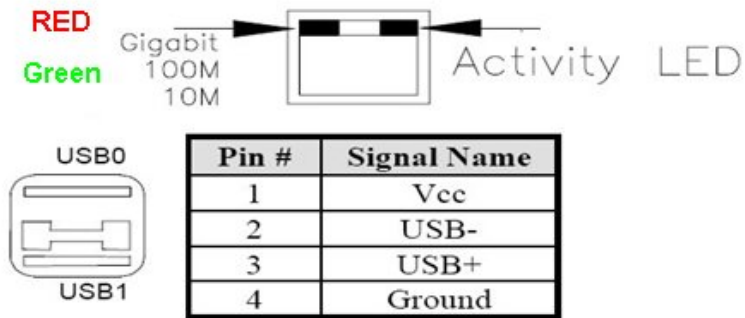 RED
Green
Gigabit
100M
10M
Activity LED
USB0
USB1
Pin # Signal Name
1 Vcc
2 USB-
3 USB+
4 Ground